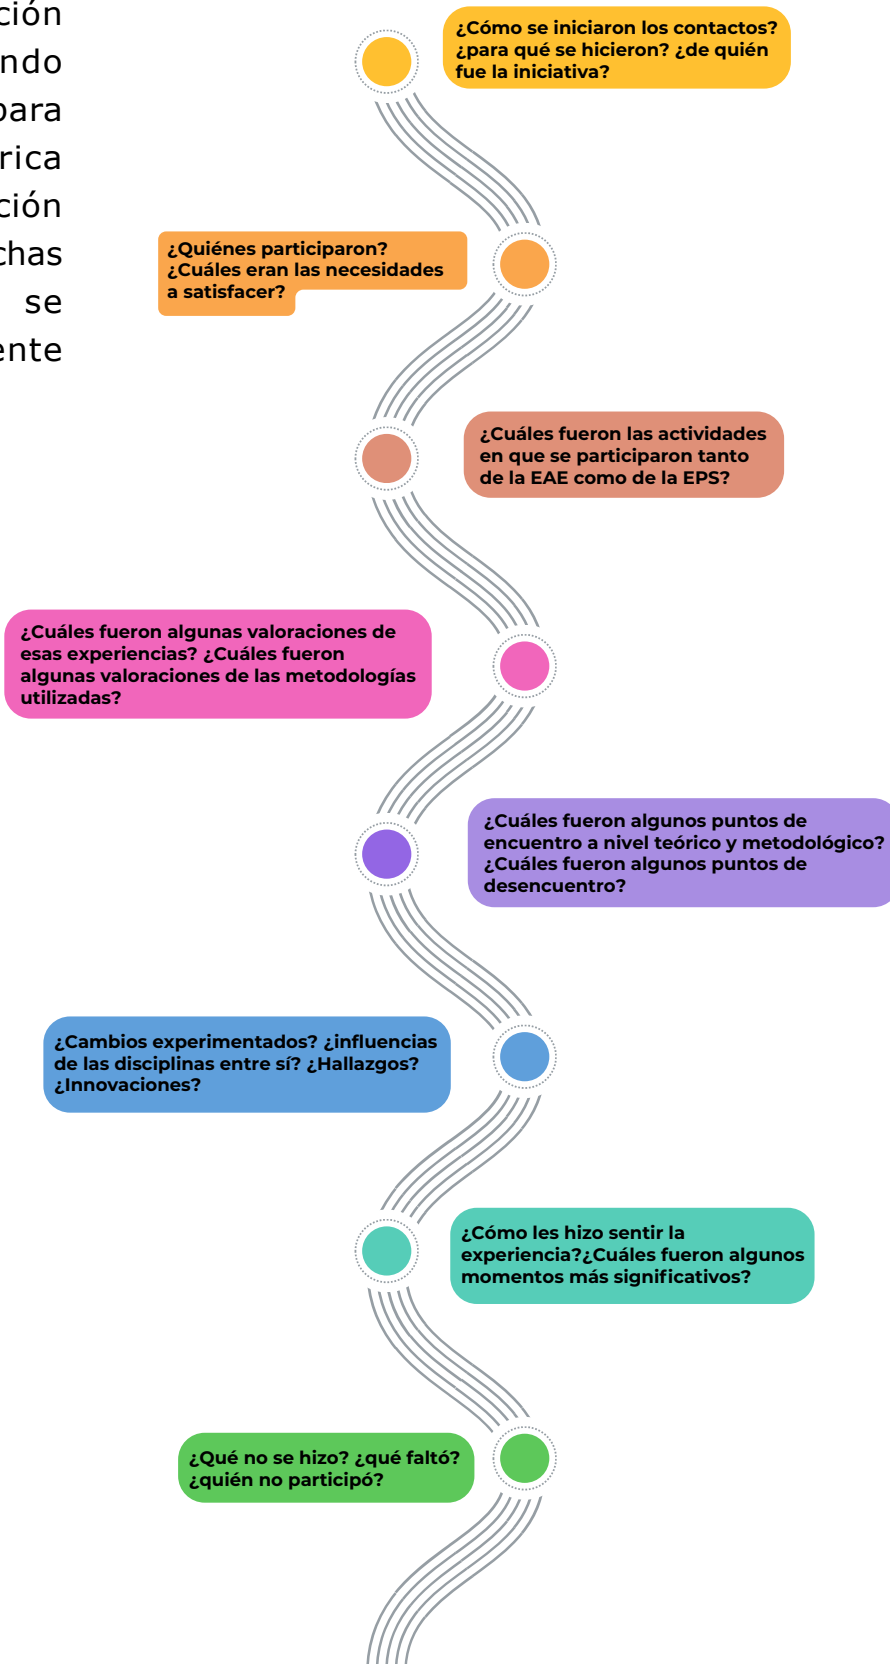 ción
ndo
para
rica
ción
chas
se
ente
¿Cómo se iniciaron los contactos?
¿para qué se hicieron? ¿de quién
fue la iniciativa?
¿Quiénes participaron?
¿Cuáles eran las necesidades
a satisfacer?
¿Cuáles fueron las actividades
en que se participaron tanto
de la EAE como de la EPS?
¿Cuáles fueron algunas valoraciones de
esas experiencias? ¿Cuáles fueron
algunas valoraciones de las metodologías
utilizadas?
¿Cuáles fueron algunos puntos de
encuentro a nivel teórico y metodológico?
¿Cuáles fueron algunos puntos de
desencuentro?
¿Cambios experimentados? ¿influencias
de las disciplinas entre sí? ¿Hallazgos?
¿Innovaciones?
¿Cómo les hizo sentir la
experiencia?¿Cuáles fueron algunos
momentos más significativos?
¿Qué no se hizo? ¿qué faltó?
¿quién no participó?